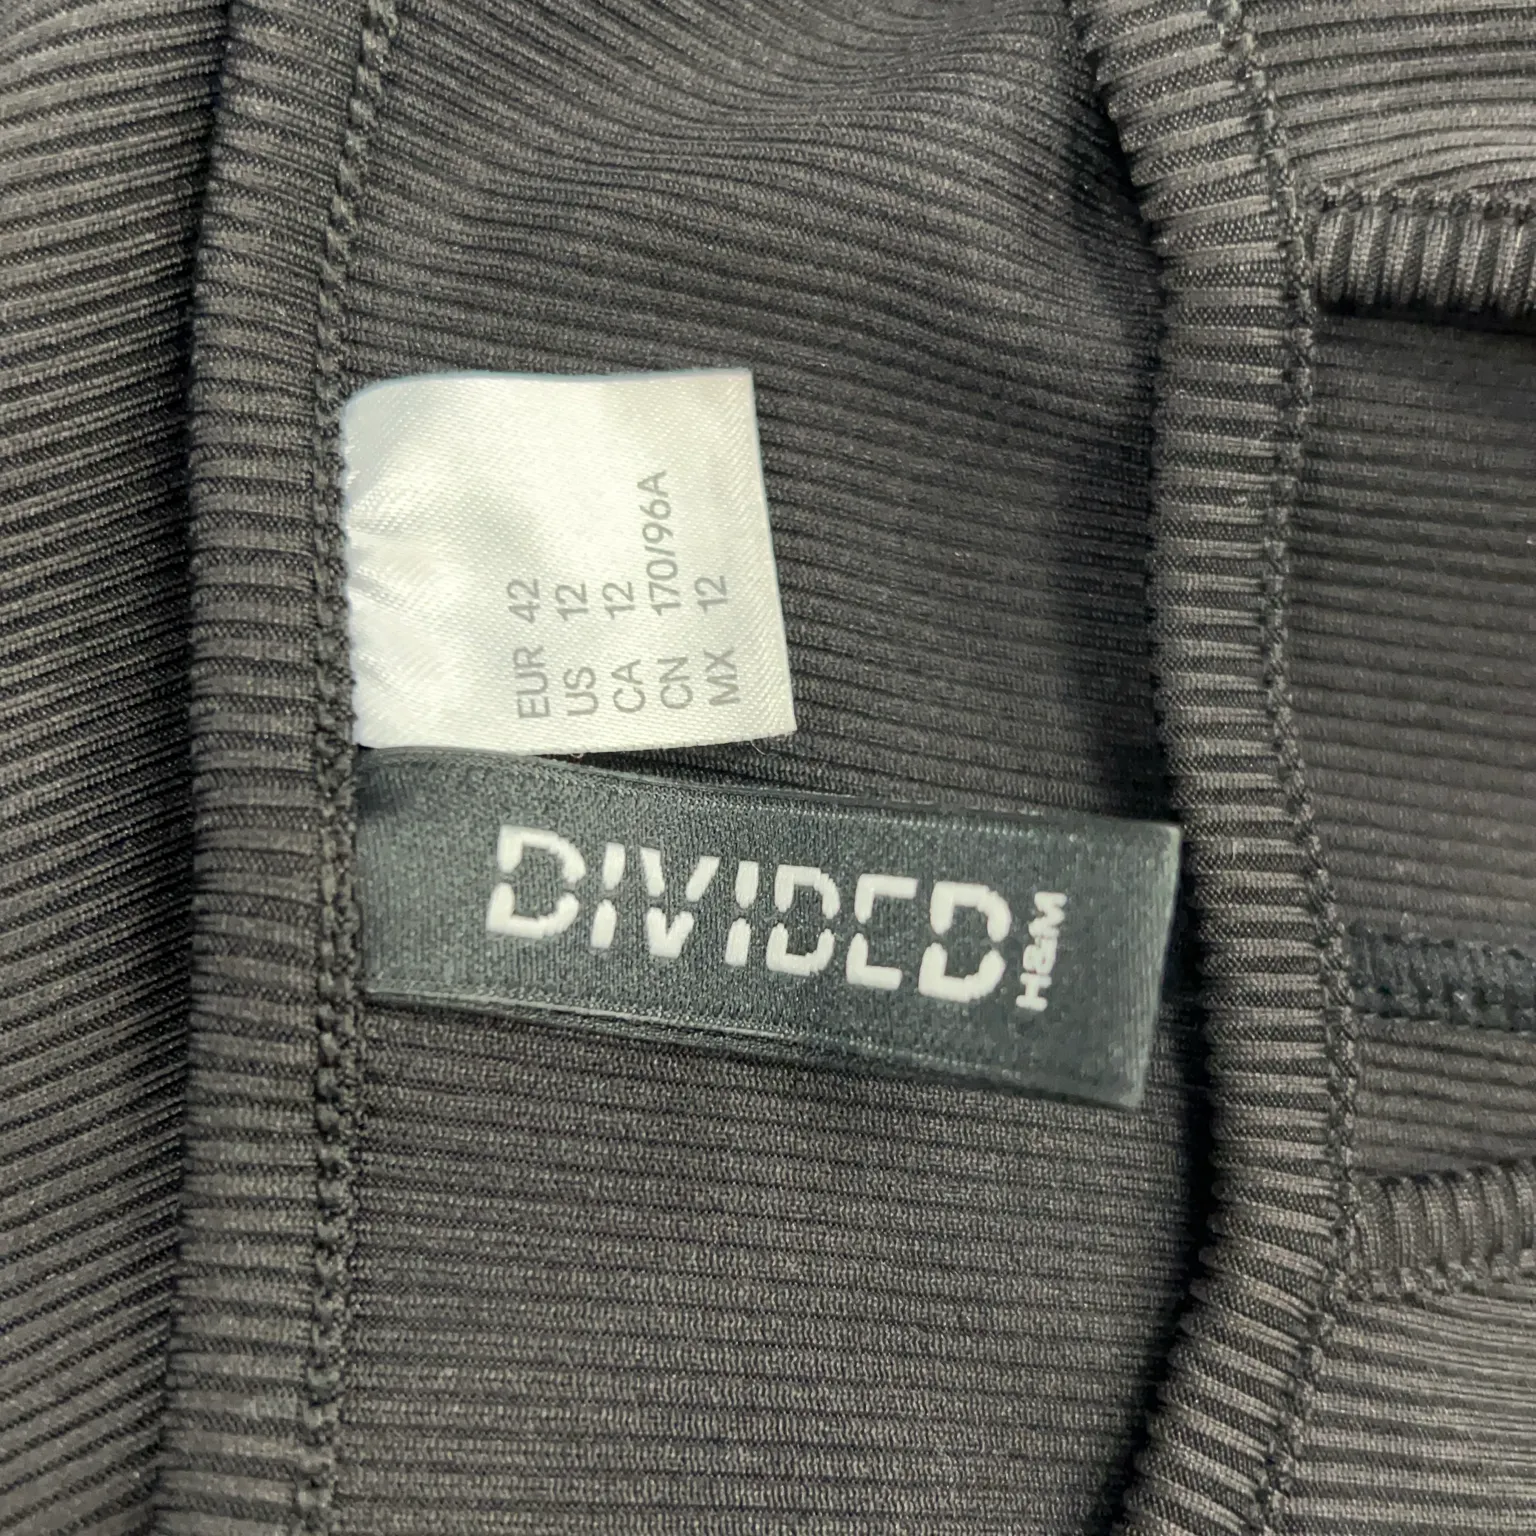 EUR 42
US 12
CA 12
CN 170/96A
MX 12
DIVIDED
H&M